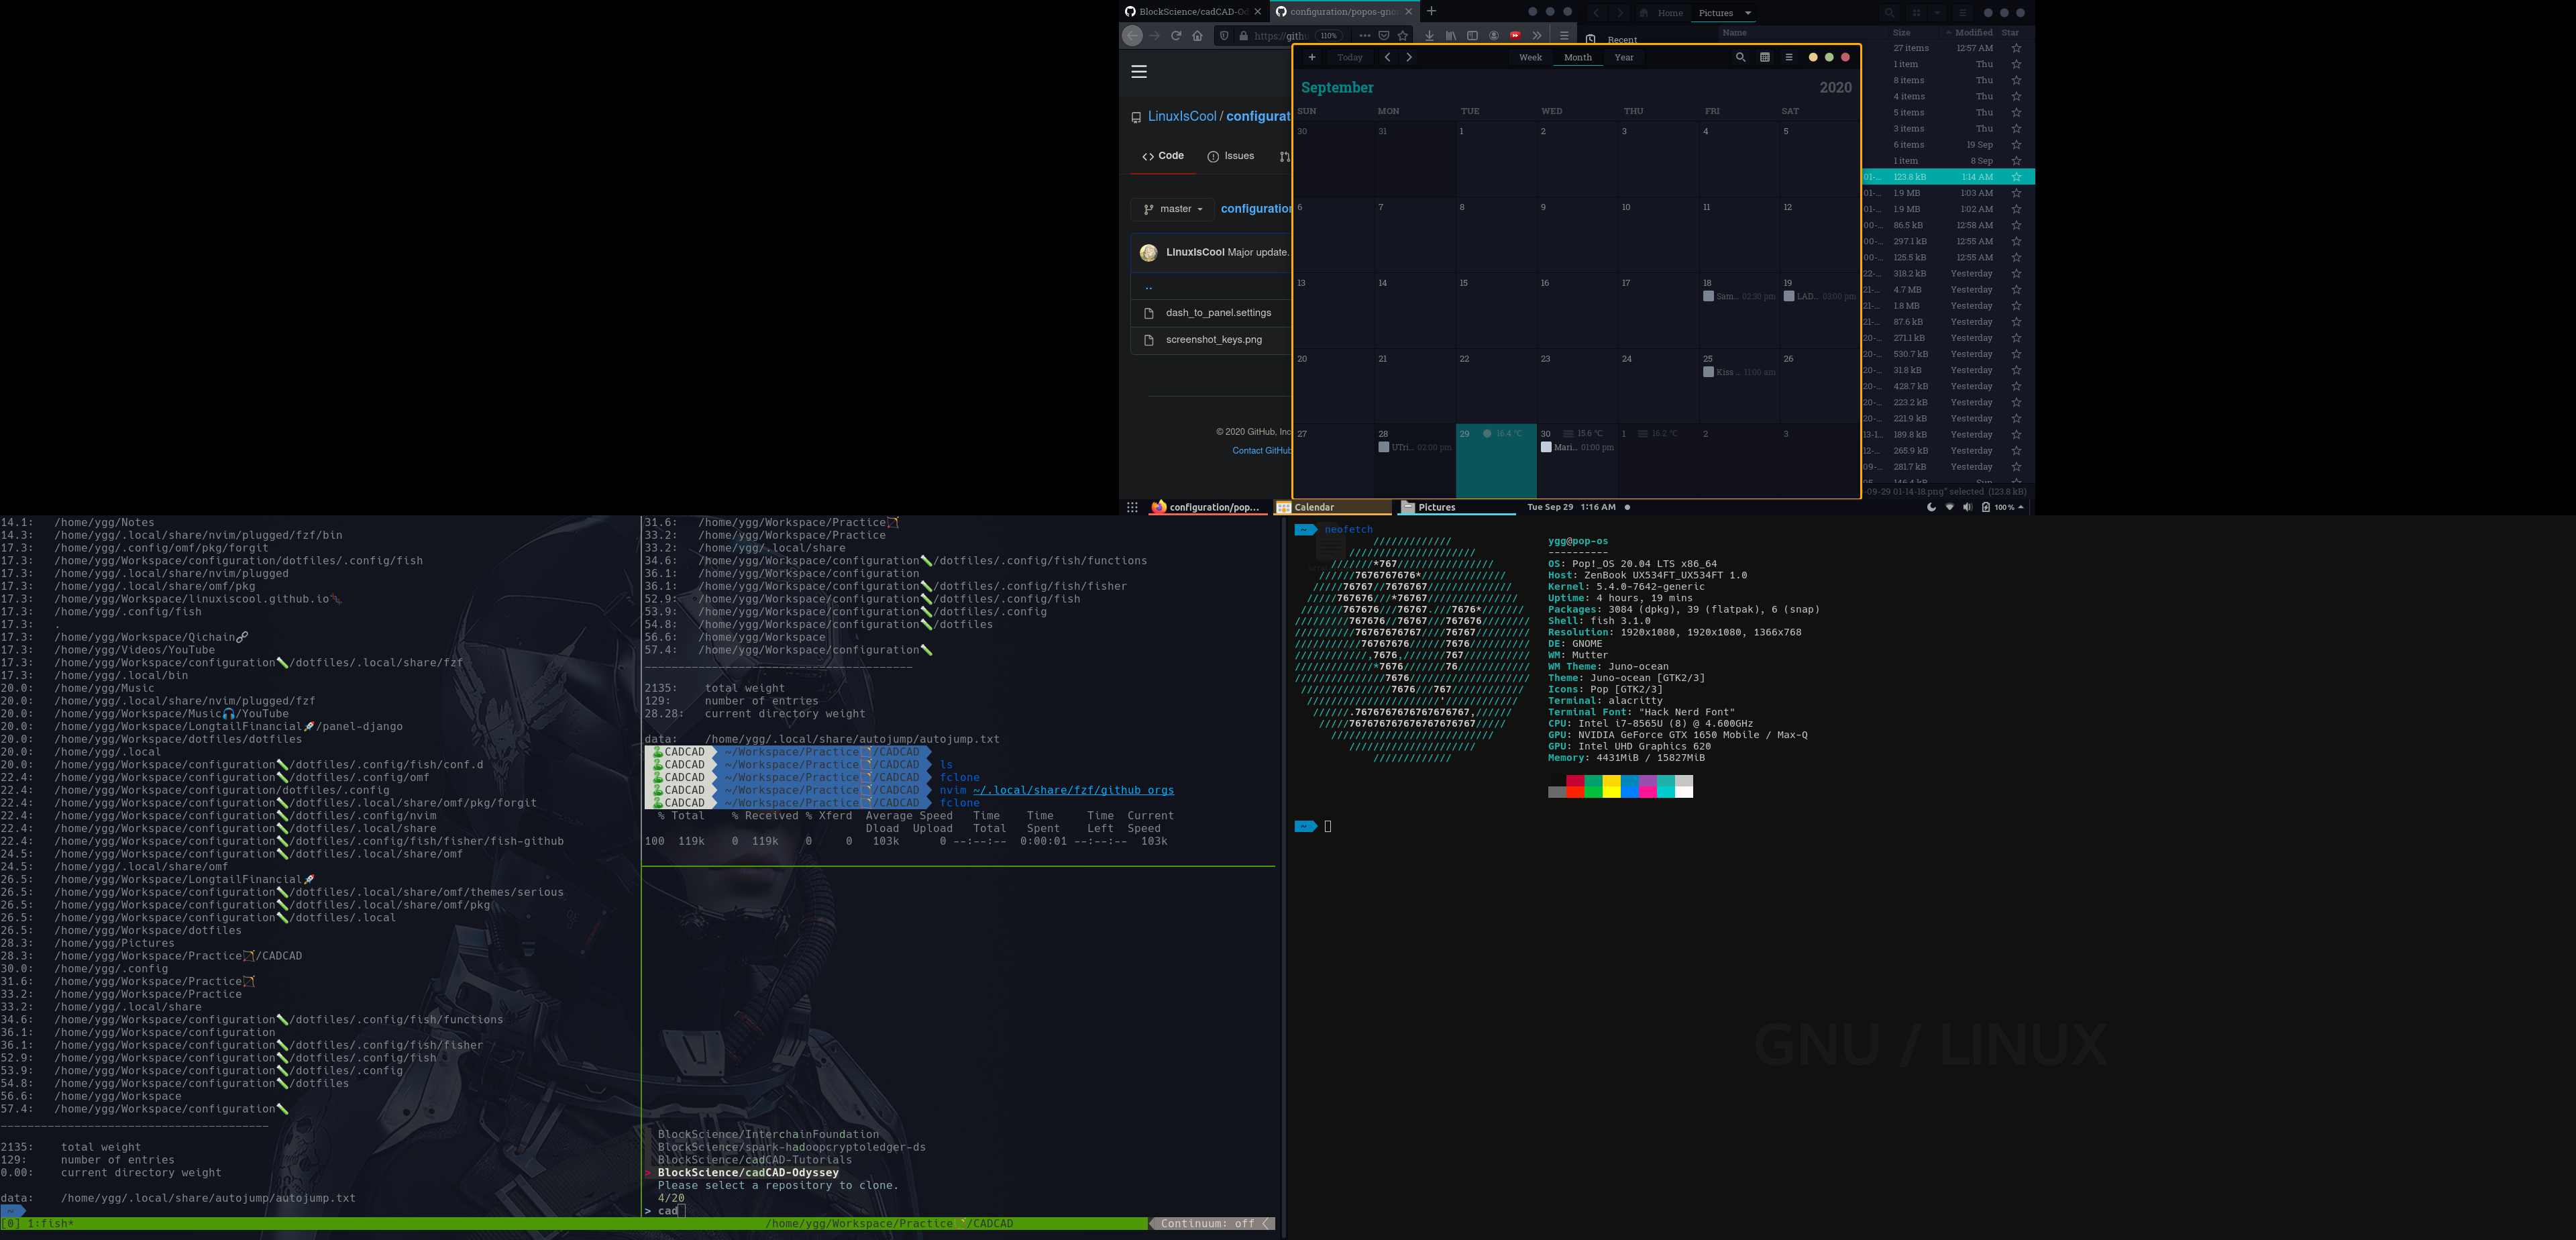 BlockScience/cadCAD-Od
configuration/popos-gno
https://githu
110%
LinuxIsCool / configurat
Code
Issues
master
configuration
LinuxIsCool Major update.
..
dash_to_panel.settings
screenshot_keys.png
© 2020 GitHub, Inc
Contact GitHub
Today
Week
Month
Year
September
2020
SUN MON TUE WED THU FRI SAT
30 31 1 2 3 4 5
6 7 8 9 10 11 12
13 14 15 16 17 18 19
Sam... 02:30 pm
LAD... 03:00 pm
20 21 22 23 24 25 26
Kiss ... 11:00 am
27 28 29 16.4 °C 30 15.6 °C 1 16.2 °C 2 3
UTri... 02:00 pm
Mari... 01:00 pm
Home
Pictures
Recent
Name Size Modified Star
27 items 12:57 AM
1 item Thu
8 items Thu
4 items Thu
5 items Thu
3 items Thu
6 items 19 Sep
1 item 8 Sep
01-... 123.8 kB 1:14 AM
01-... 1.9 MB 1:03 AM
01-... 1.9 MB 1:02 AM
00-... 86.5 kB 12:58 AM
00-... 297.1 kB 12:55 AM
00-... 125.5 kB 12:55 AM
22-... 318.2 kB Yesterday
21-... 4.7 MB Yesterday
21-... 1.8 MB Yesterday
21-... 87.6 kB Yesterday
20-... 271.1 kB Yesterday
20-... 530.7 kB Yesterday
20-... 31.8 kB Yesterday
20-... 428.7 kB Yesterday
20-... 223.2 kB Yesterday
20-... 221.9 kB Yesterday
13-1... 189.8 kB Yesterday
12-... 265.9 kB Yesterday
09-... 281.7 kB Yesterday
-09-29 01-14-18.png" selected (123.8 kB)
configuration/pop...
Calendar
Pictures
Tue Sep 29 1:16 AM
100 %
14.1: /home/ygg/Notes
14.3: /home/ygg/.local/share/nvim/plugged/fzf/bin
17.3: /home/ygg/.config/omf/pkg/forgit
17.3: /home/ygg/Workspace/configuration/dotfiles/.config/fish
17.3: /home/ygg/.local/share/nvim/plugged
17.3: /home/ygg/.local/share/omf/pkg
17.3: /home/ygg/Workspace/linuxiscool.github.io
17.3: /home/ygg/.config/fish
17.3: .
17.3: /home/ygg/Workspace/Qichain🔗
17.3: /home/ygg/Videos/YouTube
17.3: /home/ygg/Workspace/configuration🧪/dotfiles/.local/share/fzf
17.3: /home/ygg/.local/bin
20.0: /home/ygg/Music
20.0: /home/ygg/.local/share/nvim/plugged/fzf
20.0: /home/ygg/Workspace/Music🎧/YouTube
20.0: /home/ygg/Workspace/LongtailFinancial🚀/panel-django
20.0: /home/ygg/Workspace/dotfiles/dotfiles
20.0: /home/ygg/.local
20.0: /home/ygg/Workspace/configuration🧪/dotfiles/.config/fish/conf.d
22.4: /home/ygg/Workspace/configuration🧪/dotfiles/.config/omf
22.4: /home/ygg/Workspace/configuration/dotfiles/.config
22.4: /home/ygg/Workspace/configuration🧪/dotfiles/.local/share/omf/pkg/forgit
22.4: /home/ygg/Workspace/configuration🧪/dotfiles/.config/nvim
22.4: /home/ygg/Workspace/configuration🧪/dotfiles/.local/share
22.4: /home/ygg/Workspace/configuration🧪/dotfiles/.config/fish/fisher/fish-github
24.5: /home/ygg/Workspace/configuration🧪/dotfiles/.local/share/omf
24.5: /home/ygg/.local/share/omf
26.5: /home/ygg/Workspace/LongtailFinancial🚀
26.5: /home/ygg/Workspace/configuration🧪/dotfiles/.local/share/omf/themes/serious
26.5: /home/ygg/Workspace/configuration🧪/dotfiles/.local/share/omf/pkg
26.5: /home/ygg/Workspace/configuration🧪/dotfiles/.local
26.5: /home/ygg/Workspace/dotfiles
28.3: /home/ygg/Pictures
28.3: /home/ygg/Workspace/Practice🏹/CADCAD
30.0: /home/ygg/.config
31.6: /home/ygg/Workspace/Practice🏹
33.2: /home/ygg/Workspace/Practice
33.2: /home/ygg/.local/share
34.6: /home/ygg/Workspace/configuration🧪/dotfiles/.config/fish/functions
36.1: /home/ygg/Workspace/configuration
36.1: /home/ygg/Workspace/configuration🧪/dotfiles/.config/fish/fisher
52.9: /home/ygg/Workspace/configuration🧪/dotfiles/.config/fish
53.9: /home/ygg/Workspace/configuration🧪/dotfiles/.config
54.8: /home/ygg/Workspace/configuration🧪/dotfiles
56.6: /home/ygg/Workspace
57.4: /home/ygg/Workspace/configuration🧪
________________________________________
2135: total weight
129: number of entries
0.00: current directory weight
data: /home/ygg/.local/share/autojump/autojump.txt
~
[0] 1:fish*
31.6: /home/ygg/Workspace/Practice🏹
33.2: /home/ygg/Workspace/Practice
33.2: /home/ygg/.local/share
34.6: /home/ygg/Workspace/configuration🧪/dotfiles/.config/fish/functions
36.1: /home/ygg/Workspace/configuration
36.1: /home/ygg/Workspace/configuration🧪/dotfiles/.config/fish/fisher
52.9: /home/ygg/Workspace/configuration🧪/dotfiles/.config/fish
53.9: /home/ygg/Workspace/configuration🧪/dotfiles/.config
54.8: /home/ygg/Workspace/configuration🧪/dotfiles
56.6: /home/ygg/Workspace
57.4: /home/ygg/Workspace/configuration🧪
________________________________________
2135: total weight
129: number of entries
28.28: current directory weight
data: /home/ygg/.local/share/autojump/autojump.txt
🐍CADCAD ~/Workspace/Practice🏹/CADCAD
🐍CADCAD ~/Workspace/Practice🏹/CADCAD ls
🐍CADCAD ~/Workspace/Practice🏹/CADCAD fclone
🐍CADCAD ~/Workspace/Practice🏹/CADCAD nvim ~/.local/share/fzf/github_orgs
🐍CADCAD ~/Workspace/Practice🏹/CADCAD fclone
% Total % Received % Xferd Average Speed Time Time Time Current
Dload Upload Total Spent Left Speed
100 119k 0 119k 0 0 103k 0 --:--:-- 0:00:01 --:--:-- 103k
BlockScience/InterchainFoundation
BlockScience/spark-hadoopcryptoledger-ds
BlockScience/cadCAD-Tutorials
> BlockScience/cadCAD-Odyssey
Please select a repository to clone.
4/20
> cad
/home/ygg/Workspace/Practice🏹/CADCAD
Continuum: off
~ neofetch
ygg@pop-os
----------
OS: Pop!_OS 20.04 LTS x86_64
Host: ZenBook UX534FT_UX534FT 1.0
Kernel: 5.4.0-7642-generic
Uptime: 4 hours, 19 mins
Packages: 3084 (dpkg), 39 (flatpak), 6 (snap)
Shell: fish 3.1.0
Resolution: 1920x1080, 1920x1080, 1366x768
DE: GNOME
WM: Mutter
WM Theme: Juno-ocean
Theme: Juno-ocean [GTK2/3]
Icons: Pop [GTK2/3]
Terminal: alacritty
Terminal Font: "Hack Nerd Font"
CPU: Intel i7-8565U (8) @ 4.600GHz
GPU: NVIDIA GeForce GTX 1650 Mobile / Max-Q
GPU: Intel UHD Graphics 620
Memory: 4431MiB / 15827MiB
~
GNU / LINUX